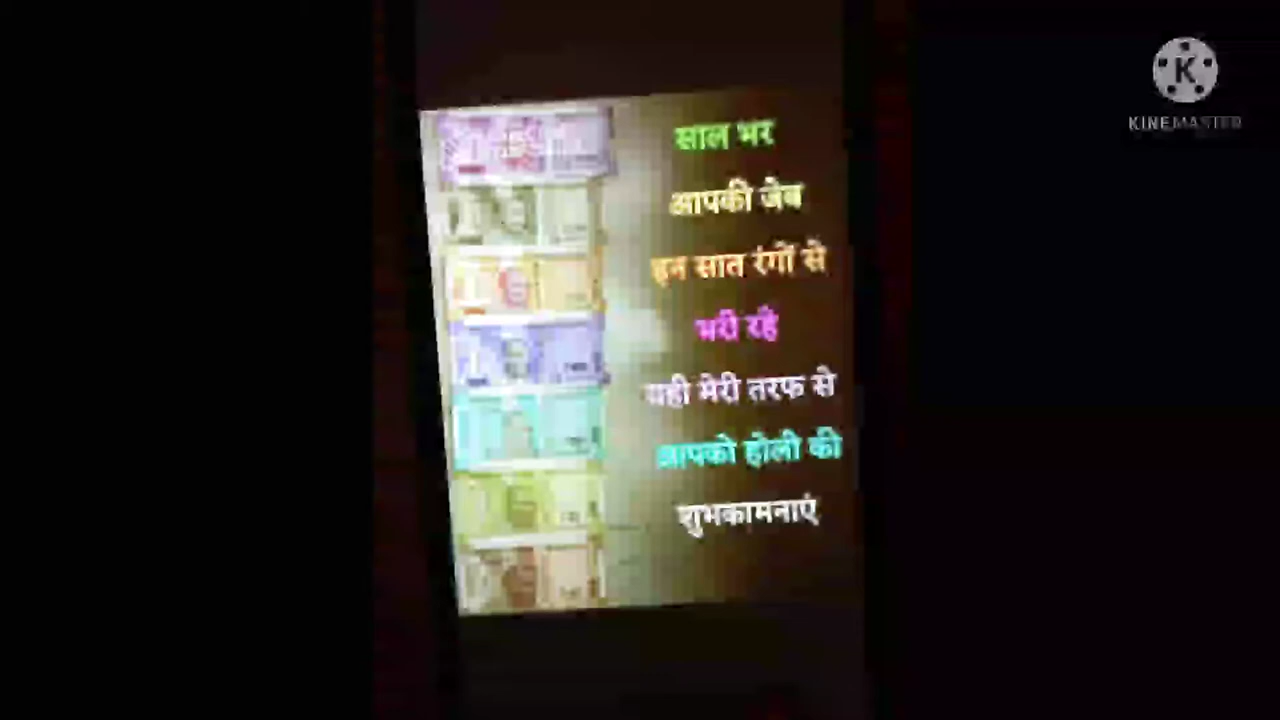 साल भर
आपकी जेब
इन सात रंगों से
भरी रहे
यही मेरी तरफ से
आपको होली की
शुभकामनाएं
KINEMASTER